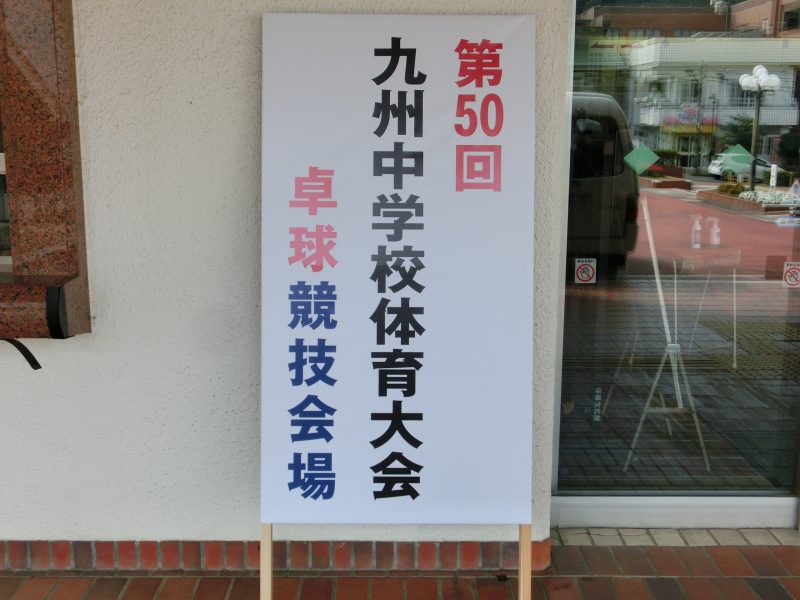 第50回
九州中学校体育大会
卓球競技会場